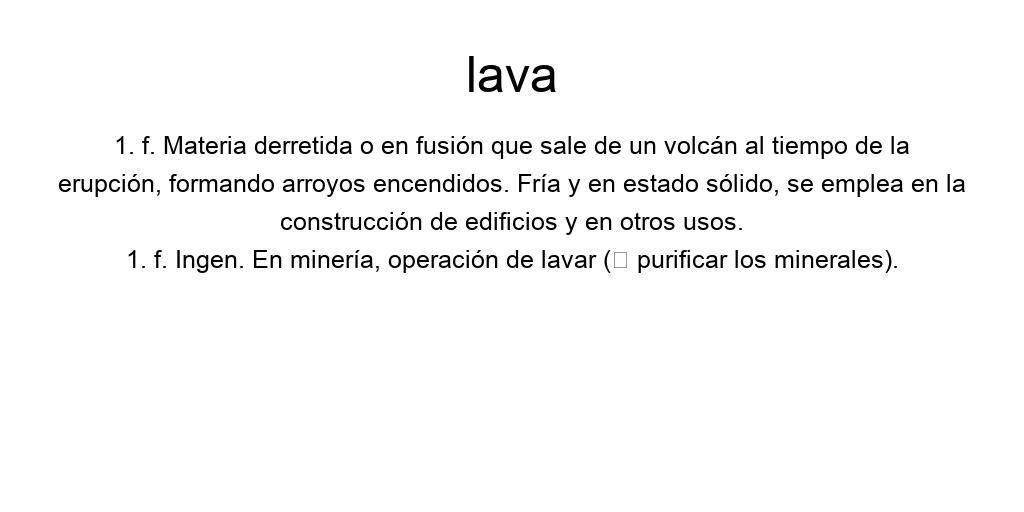 lava
1. f. Materia derretida o en fusión que sale de un volcán al tiempo de la
erupción, formando arroyos encendidos. Fría y en estado sólido, se emplea en la
construcción de edificios y en otros usos.
1. f. Ingen. En minería, operación de lavar (□ purificar los minerales).